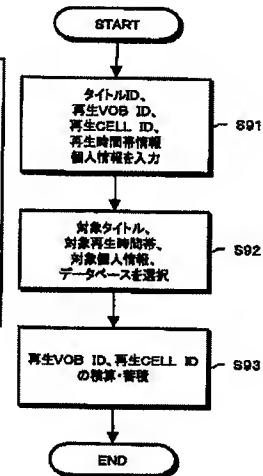 START
タイトルID、
再生VOB ID、
再生CELL ID、
再生時間帯情報
個人情報を入力
S91
対象タイトル、
対象再生時間帯、
対象個人情報、
データベースを選択
S92
再生VOB ID、再生CELL ID
の積算・蓄積
S93
END